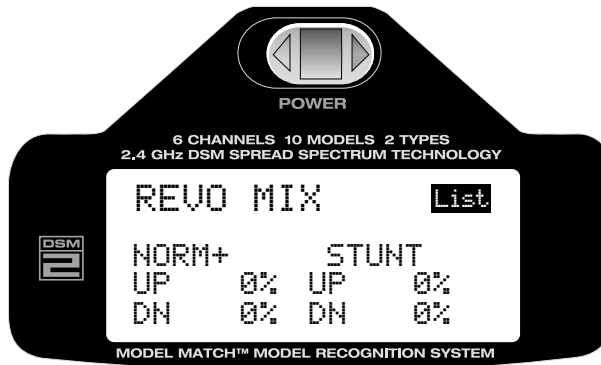 POWER
6 CHANNELS 10 MODELS 2 TYPES
2.4 GHz DSM SPREAD SPECTRUM TECHNOLOGY
REVO MIX List
DSM
2
NORM+ STUNT
UP 0% UP 0%
DN 0% DN 0%
MODEL MATCH™ MODEL RECOGNITION SYSTEM